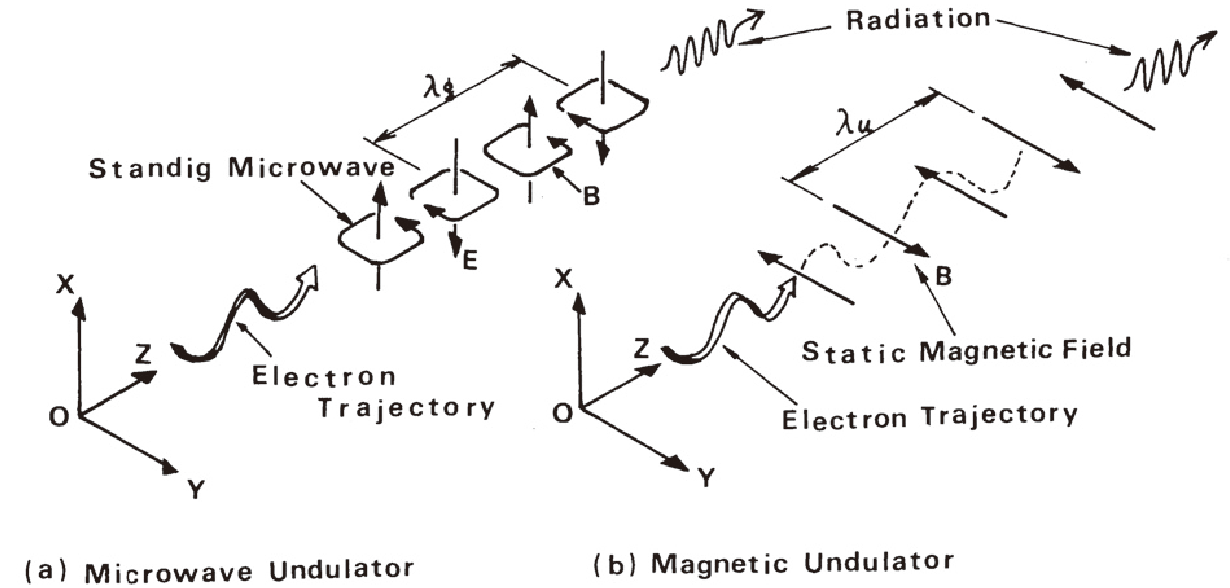 Radiation
λg
λu
Standig Microwave
B
E
B
X
Z
O
Y
Electron
Trajectory
X
Z
O
Y
Static Magnetic Field
Electron Trajectory
(a) Microwave Undulator
(b) Magnetic Undulator